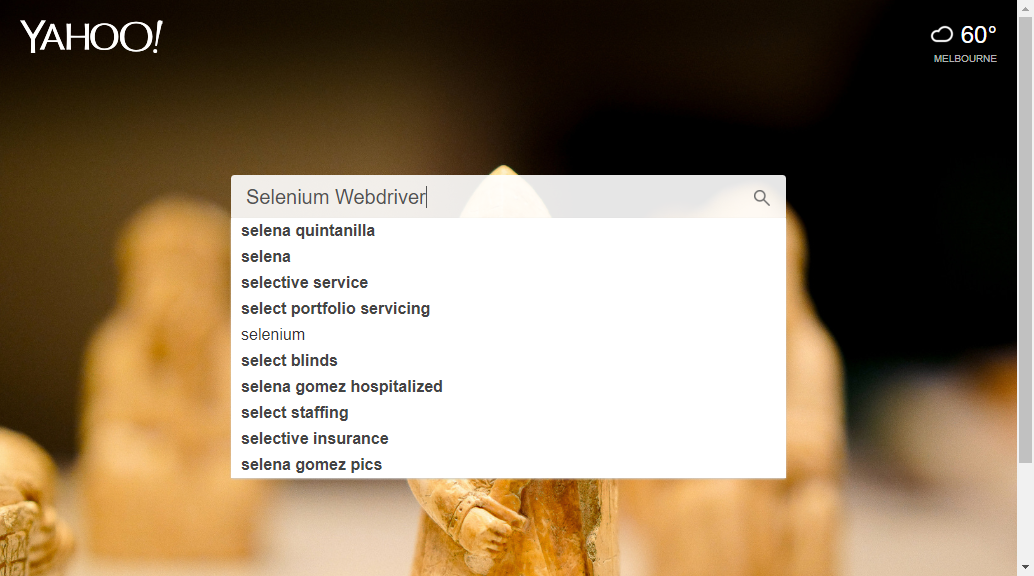 YAHOO!
60°
MELBOURNE
Selenium Webdriver
selena quintanilla
selena
selective service
select portfolio servicing
selenium
select blinds
selena gomez hospitalized
select staffing
selective insurance
selena gomez pics